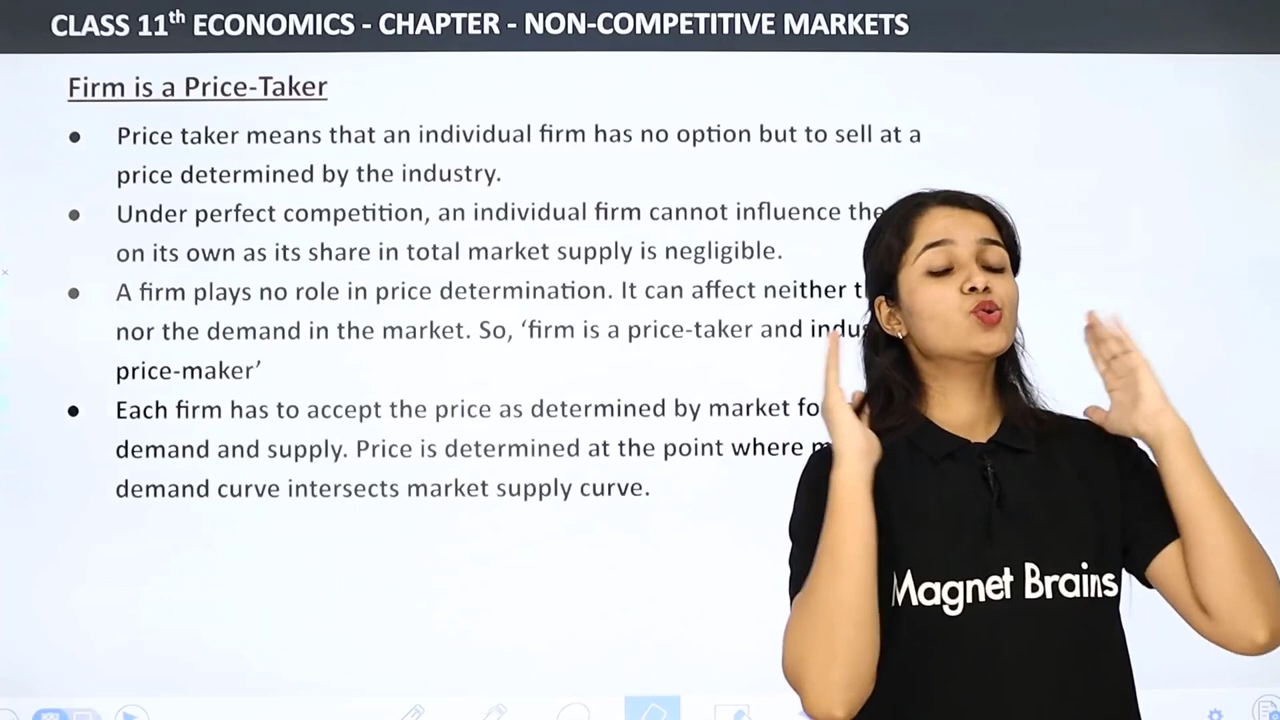 CLASS 11th ECONOMICS - CHAPTER - NON-COMPETITIVE MARKETS
Firm is a Price-Taker
● Price taker means that an individual firm has no option but to sell at a
price determined by the industry.
● Under perfect competition, an individual firm cannot influence the
on its own as its share in total market supply is negligible.
● A firm plays no role in price determination. It can affect neither
nor the demand in the market. So, ‘firm is a price-taker and
price-maker’
● Each firm has to accept the price as determined by market
demand and supply. Price is determined at the point where
demand curve intersects market supply curve.
Magnet Brains